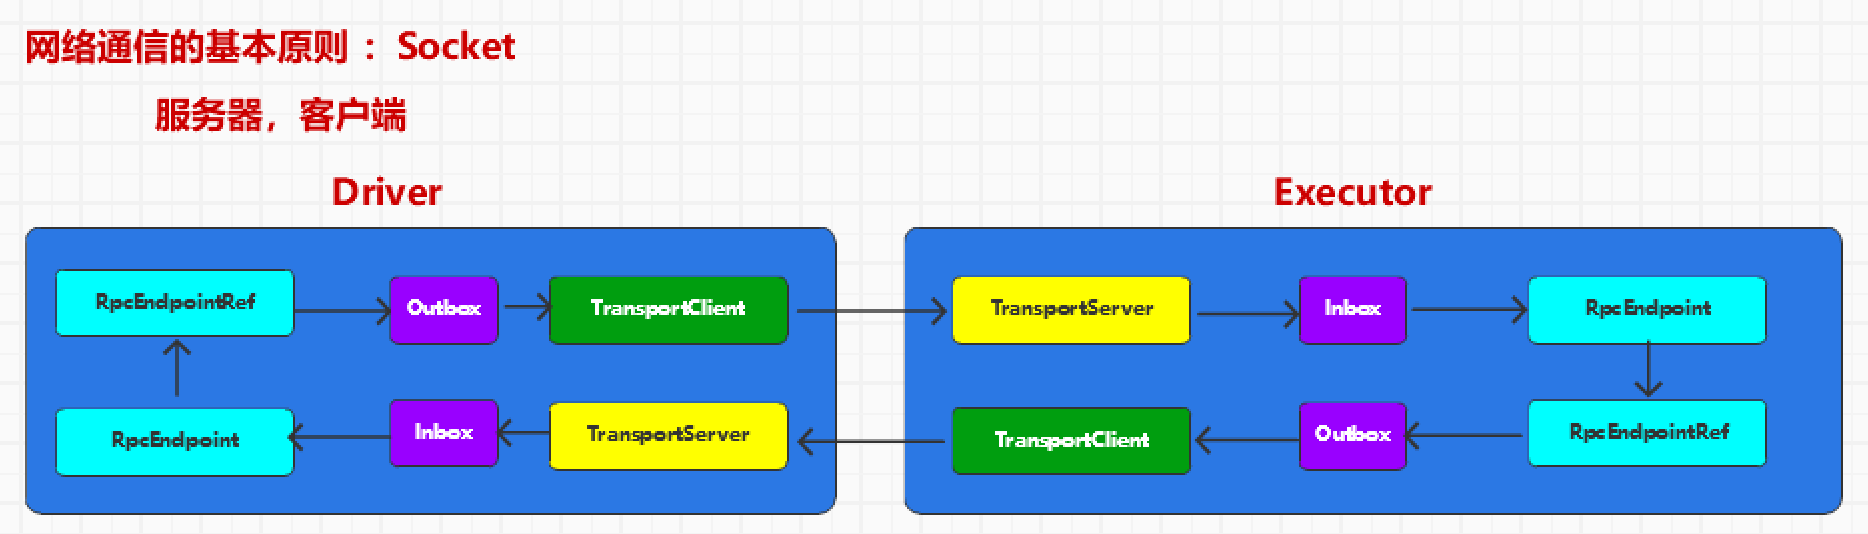 网络通信的基本原则 ：Socket
服务器，客户端
Driver
Executor
RpcEndpointRef
Outbox
TransportClient
TransportServer
Inbox
RpcEndpoint
RpcEndpoint
Inbox
TransportServer
TransportClient
Outbox
RpcEndpointRef